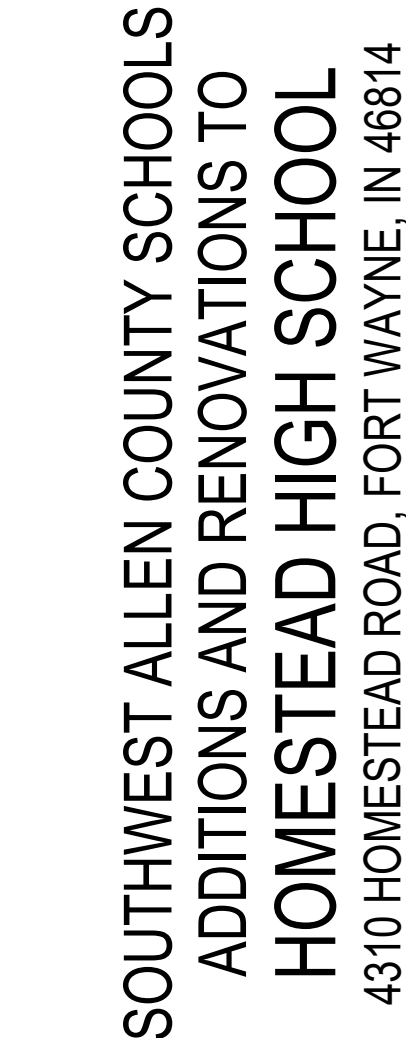 SOUTHWEST ALLEN COUNTY SCHOOLS
ADDITIONS AND RENOVATIONS TO
HOMESTEAD HIGH SCHOOL
4310 HOMESTEAD ROAD, FORT WAYNE, IN 46814